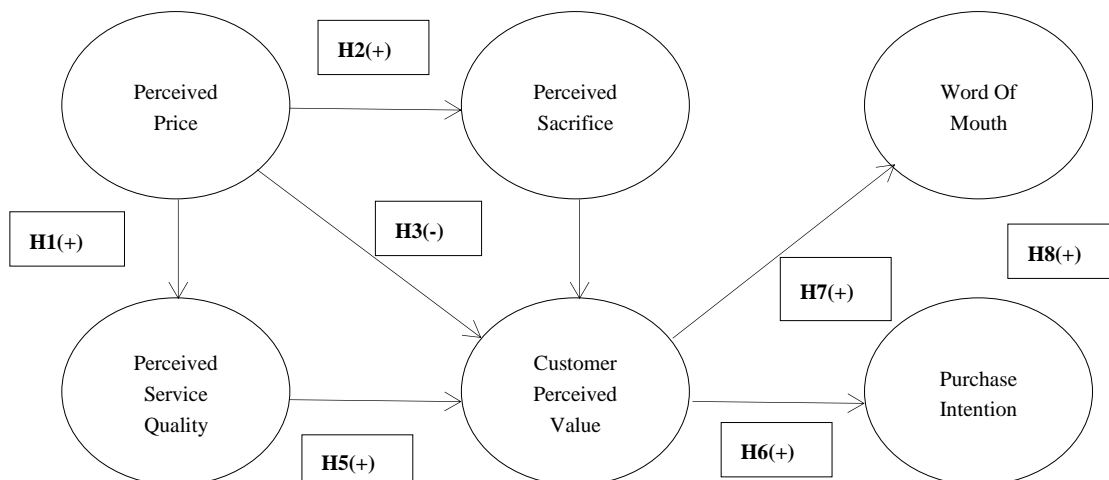 H2(+)
Perceived
Price
Perceived
Sacrifice
Word Of
Mouth
H1(+)
H3(-)
H8(+)
H7(+)
Perceived
Service
Quality
Customer
Perceived
Value
Purchase
Intention
H5(+)
H6(+)